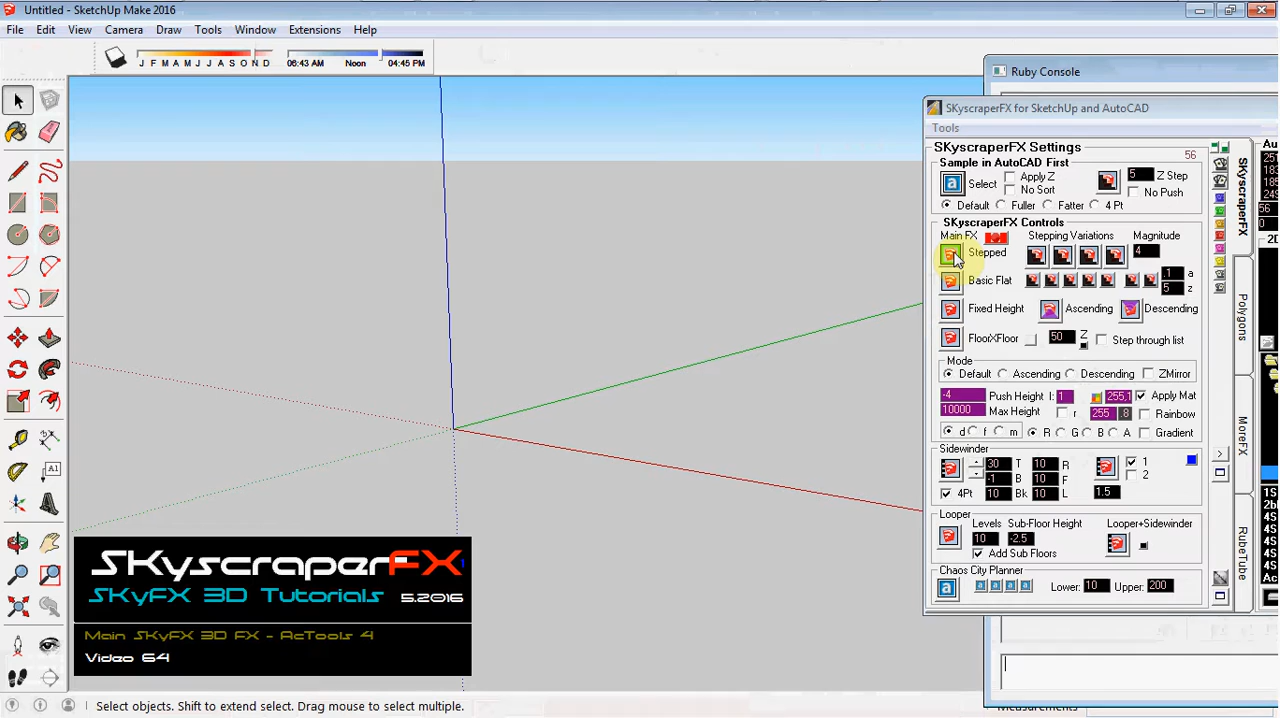 Untitled - SketchUp Make 2016
File Edit View Camera Draw Tools Window Extensions Help
J F M A M J J A S O N D 06:43 AM Noon 04:45 PM
Ruby Console
SKyscraperFX for SketchUp and AutoCAD
Tools
SKyscraperFX Settings
56
Sample in AutoCAD First
Select Apply Z No Sort 5 Z Step No Push
Default Fuller Fatter 4 Pt
SKyscraperFX Controls
Main FX Stepping Variations Magnitude
Stepped 4
Basic Flat .1 a
5 z
Fixed Height Ascending Descending
FloorXFloor 50 Z Step through list
Mode
Default Ascending Descending ZMirror
-4 Push Height I: 1 255,1 Apply Mat
10000 Max Height r 255 .8 Rainbow
d f m R G B A Gradient
Sidewinder
30 T 10 R 1
-1 B 10 F 2
4Pt 10 Bk 10 L 1.5
Looper
Levels Sub-Floor Height Looper+Sidewinder
10 -2.5
Add Sub Floors
Chaos City Planner
Lower: 10 Upper: 200
SKyscraperFX
Polygons
MoreFX
RubeTube
SKyscraperFX
SKyFX 3D Tutorials 5.2016
Main SKyFX 3D FX - AcTools 4
Video 64
Select objects. Shift to extend select. Drag mouse to select multiple.
Measurements